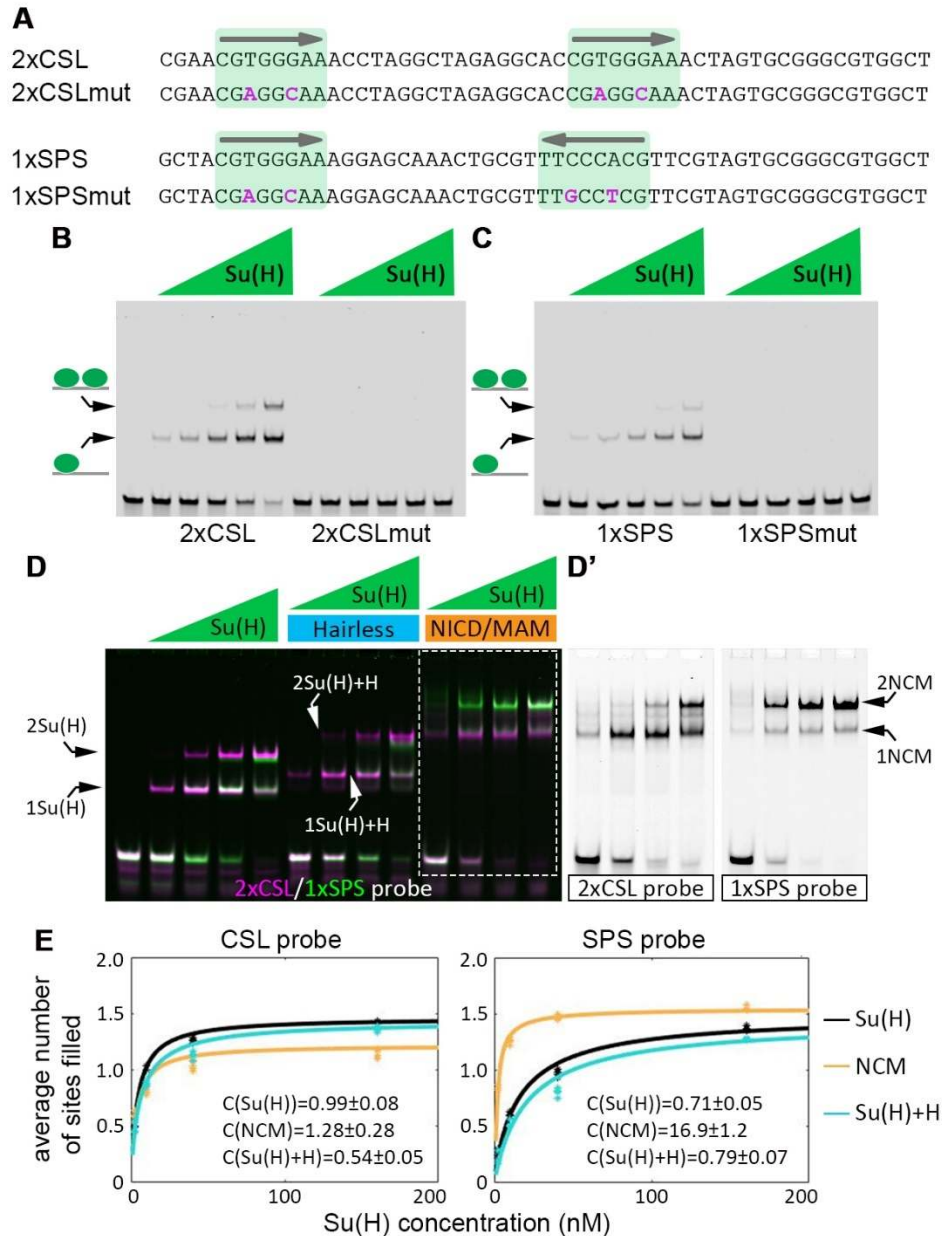 A
2xCSL CGAACGTGGGAAACCTAGGCTAGAGGCACCGTGGGAAACTAGTGCGGGCGTGGCT
2xCSLmut CGAACGAGGCAAACCTAGGCTAGAGGCACCGAGGCAAACTAGTGCGGGCGTGGCT
1xSPS GCTACGTGGGAAAGGAGCAAACTGCGTTTCCCACGTTCGTAGTGCGGGCGTGGCT
1xSPSmut GCTACGAGGCAAAGGAGCAAACTGCGTTTGCCTCGTTCGTAGTGCGGGCGTGGCT
B
Su(H) Su(H)
2xCSL 2xCSLmut
C
Su(H) Su(H)
1xSPS 1xSPSmut
D
Su(H) Su(H) Su(H)
Hairless NICD/MAM
2Su(H)+H
2Su(H)
1Su(H)
1Su(H)+H
2xCSL/1xSPS probe
D'
2NCM
1NCM
2xCSL probe 1xSPS probe
E
CSL probe SPS probe
average number
of sites filled
2.0
1.5
1.0
0.5
0
C(Su(H))=0.99±0.08
C(NCM)=1.28±0.28
C(Su(H)+H)=0.54±0.05
0 100 200
2.0
1.5
1.0
0.5
0
C(Su(H))=0.71±0.05
C(NCM)=16.9±1.2
C(Su(H)+H)=0.79±0.07
0 100 200
Su(H) concentration (nM)
Su(H)
NCM
Su(H)+H